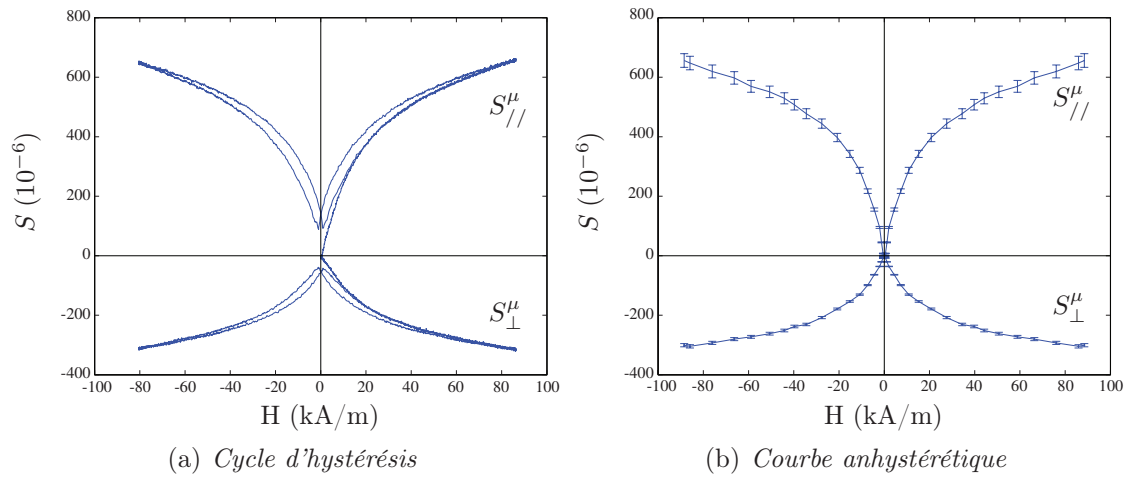 800
600
400
200
0
-200
-400
-100 -80 -60 -40 -20 0 20 40 60 80 100
S (10⁻⁶)
H (kA/m)
S^μ_//
S^μ_⊥
(a) Cycle d'hystérésis
800
600
400
200
0
-200
-400
-100 -80 -60 -40 -20 0 20 40 60 80 100
S (10⁻⁶)
H (kA/m)
S^μ_//
S^μ_⊥
(b) Courbe anhystérétique